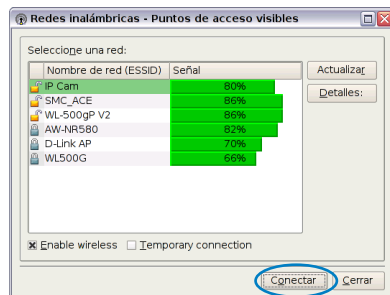 Redes inalámbricas - Puntos de acceso visibles
Seleccione una red:
Nombre de red (ESSID) Señal
IP Cam 80%
SMC_ACE 86%
WL-500gP V2 86%
AW-NR580 82%
D-Link AP 70%
WL500G 66%
Actualizar
Detalles:
Enable wireless Temporary connection
Conectar Cerrar